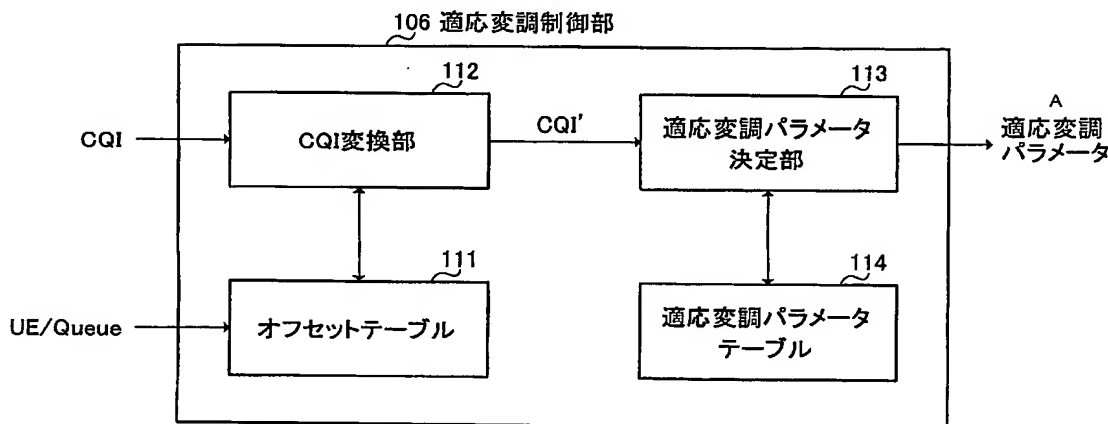 106 適応変調制御部
112
CQI
CQI変換部
CQI'
113
適応変調パラメータ
決定部
A
適応変調
パラメータ
111
UE/Queue
オフセットテーブル
114
適応変調パラメータ
テーブル